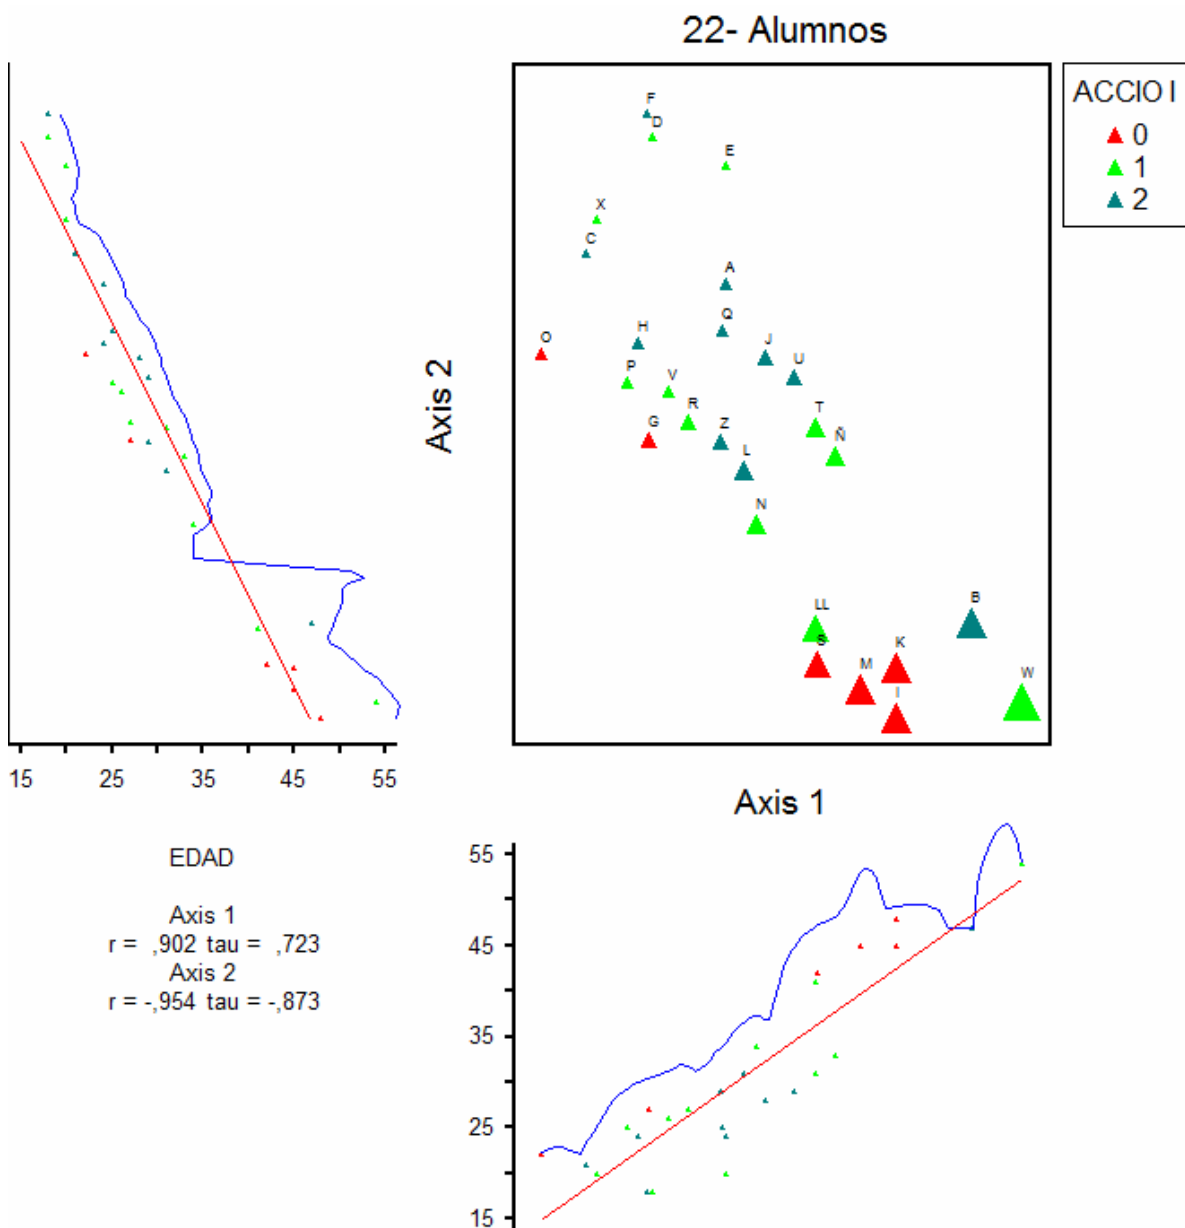 22- Alumnos
ACCIO I
0
1
2
F
D
E
X
C
A
Q
O
H
J
U
P
V
R
G
Z
T
Ñ
L
N
LL
S
B
K
M
I
W
Axis 2
15 25 35 45 55
EDAD
Axis 1
r = ,902 tau = ,723
Axis 2
r = -,954 tau = -,873
Axis 1
55
45
35
25
15